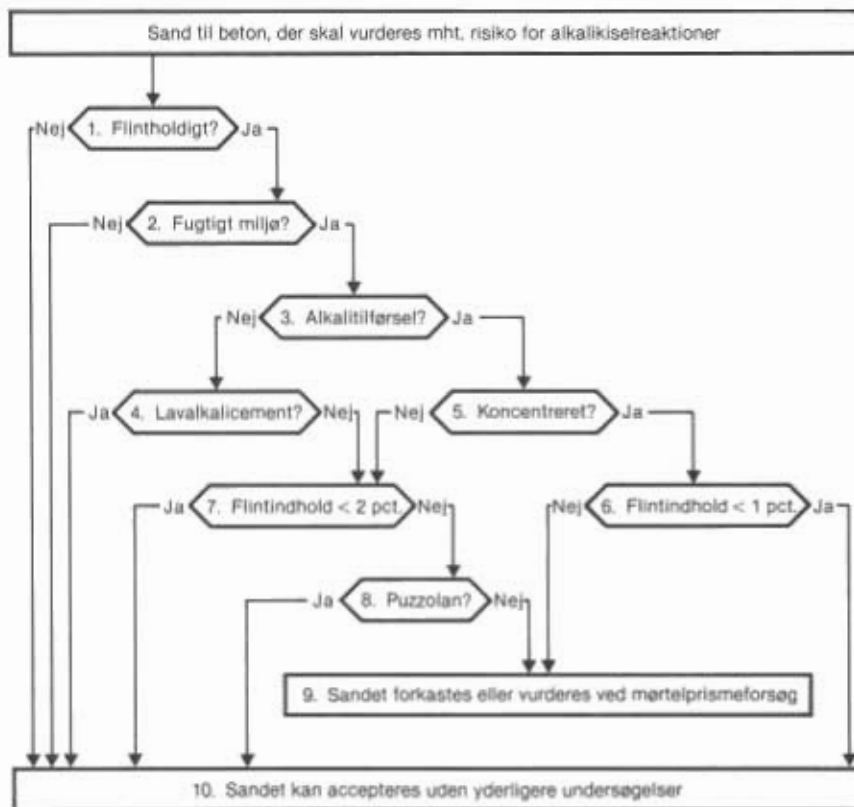 Sand til beton, der skal vurderes mht. risiko for alkalikiselreaktioner
Nej 1. Flintholdigt? Ja
Nej 2. Fugtigt miljø? Ja
Nej 3. Alkalitilførsel? Ja
Ja 4. Lavalkalicement? Nej Nej 5. Koncentreret? Ja
Ja 7. Flintindhold < 2 pct. Nej Nej 6. Flintindhold < 1 pct. Ja
Ja 8. Puzzolan? Nej
9. Sandet forkastes eller vurderes ved mørtelprismeforsøg
10. Sandet kan accepteres uden yderligere undersøgelser